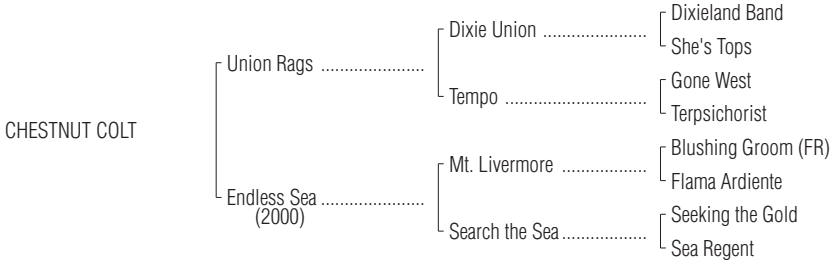 Dixieland Band
Dixie Union ......................
She's Tops
Union Rags ......................
Gone West
Tempo ..............................
Terpsichorist
CHESTNUT COLT
Blushing Groom (FR)
Mt. Livermore ..................
Flama Ardiente
Endless Sea ......................
(2000)
Seeking the Gold
Search the Sea ..................
Sea Regent